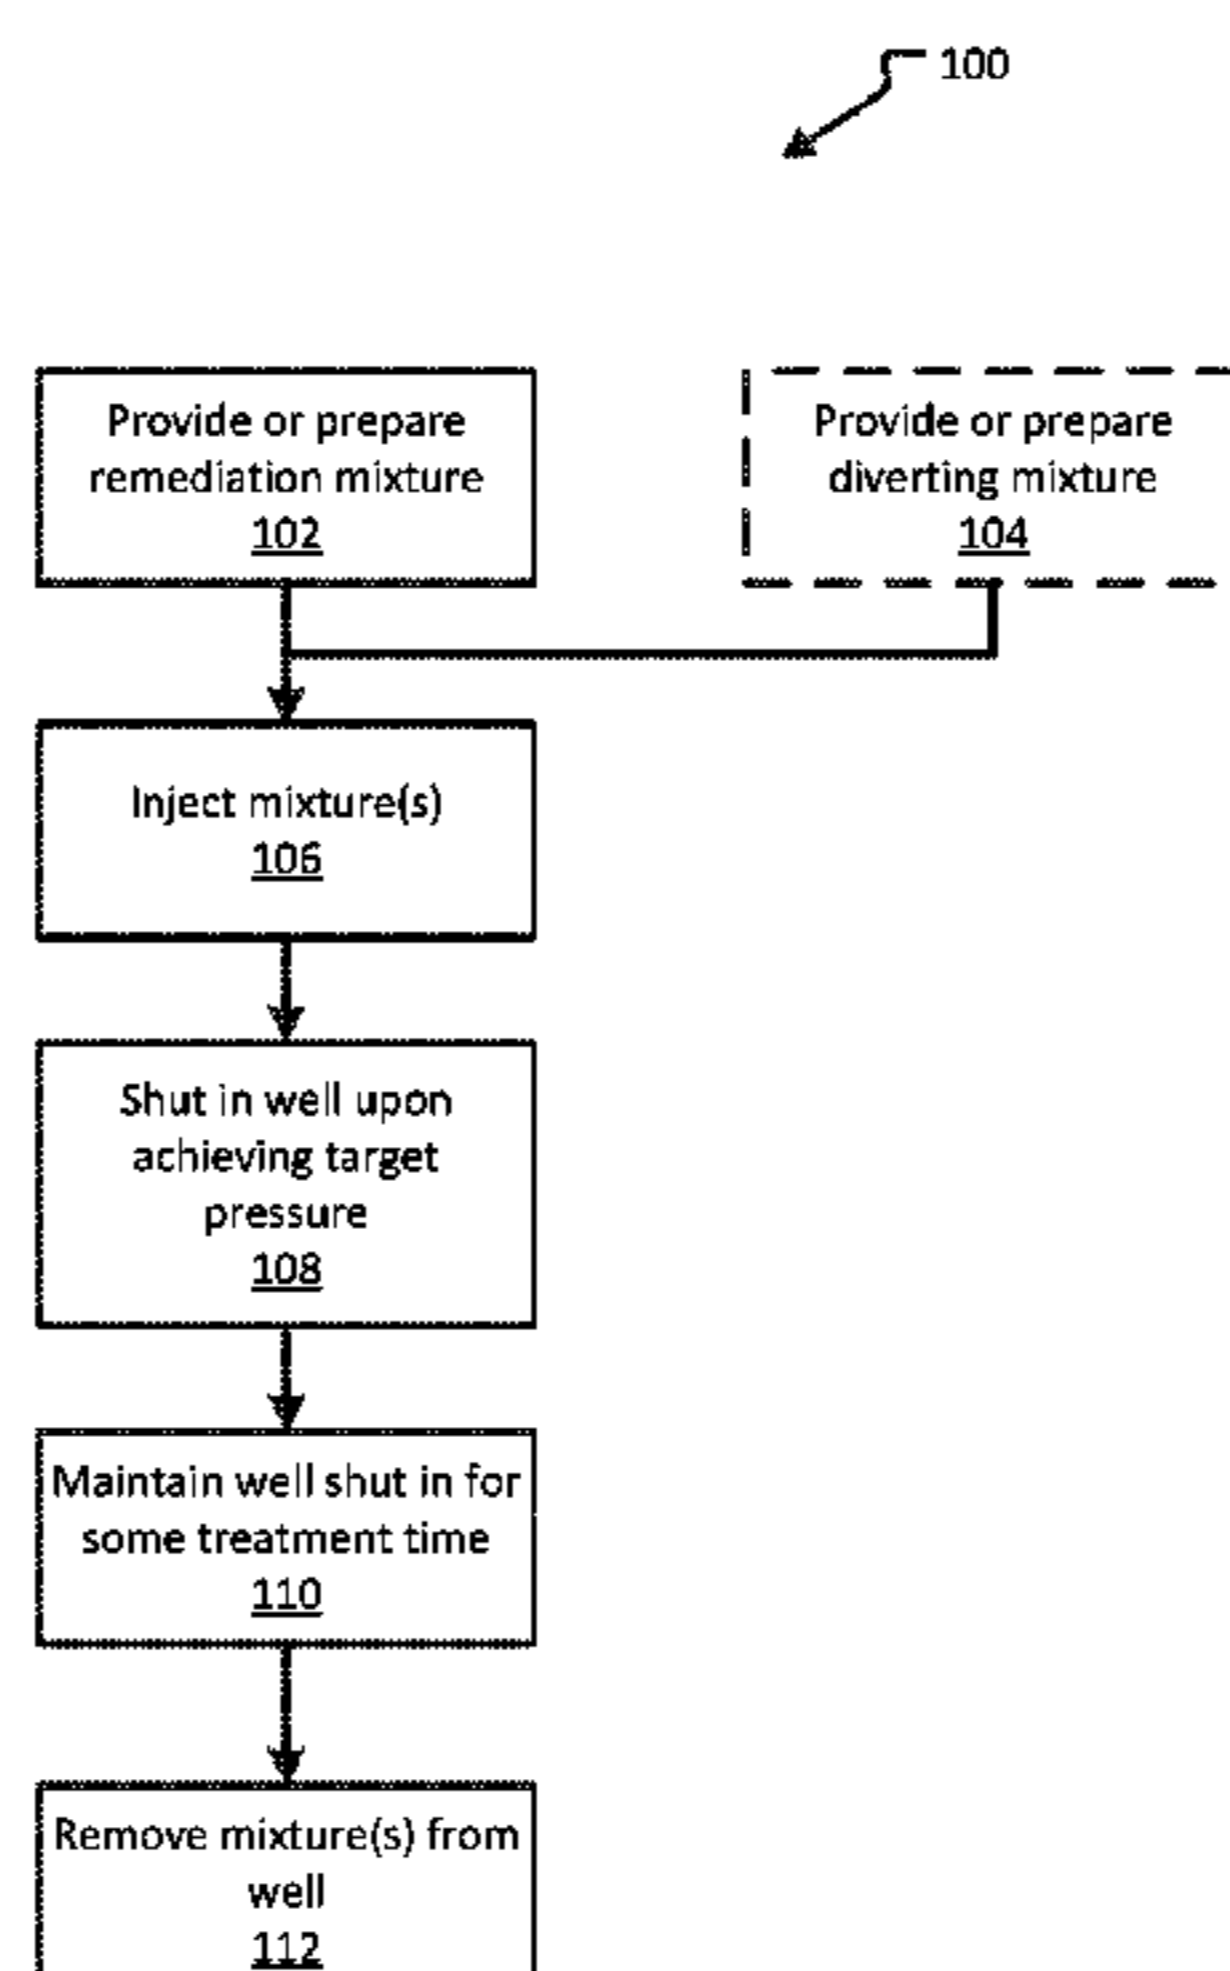 100
Provide or prepare
remediation mixture
102
Provide or prepare
diverting mixture
104
Inject mixture(s)
106
Shut in well upon
achieving target
pressure
108
Maintain well shut in for
some treatment time
110
Remove mixture(s) from
well
112